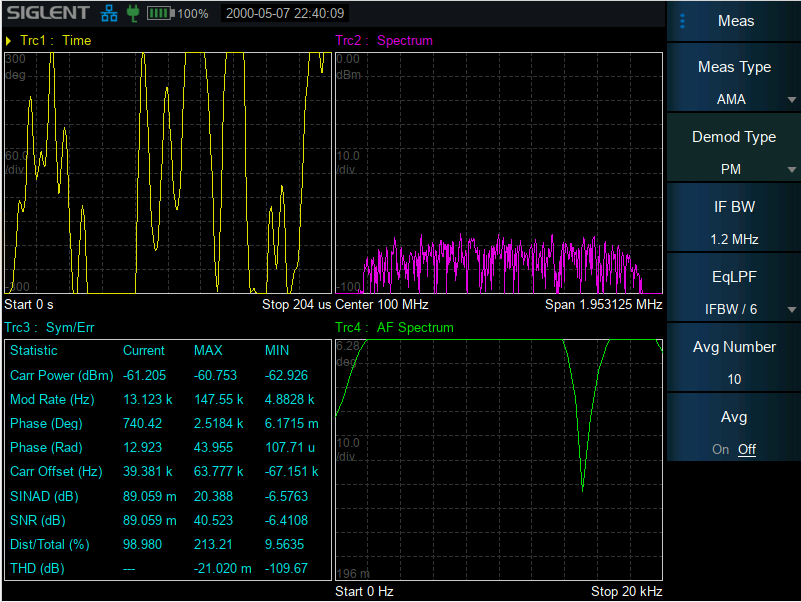 SIGLENT 100% 2000-05-07 22:40:09
Meas
Trc1 : Time
Trc2 : Spectrum
300
deg
60.0
/div
-300
Start 0 s Stop 204 us
0.00
dBm
10.0
/div
-100
Center 100 MHz Span 1.953125 MHz
Trc3 : Sym/Err
Statistic Current MAX MIN
Carr Power (dBm) -61.205 -60.753 -62.926
Mod Rate (Hz) 13.123 k 147.55 k 4.8828 k
Phase (Deg) 740.42 2.5184 k 6.1715 m
Phase (Rad) 12.923 43.955 107.71 u
Carr Offset (Hz) 39.381 k 63.777 k -67.151 k
SINAD (dB) 89.059 m 20.388 -6.5763
SNR (dB) 89.059 m 40.523 -6.4108
Dist/Total (%) 98.980 213.21 9.5635
THD (dB) --- -21.020 m -109.67
Trc4 : AF Spectrum
6.28
deg
10.0
/div
196 m
Start 0 Hz Stop 20 kHz
Meas Type
AMA
Demod Type
PM
IF BW
1.2 MHz
EqLPF
IFBW / 6
Avg Number
10
Avg
On Off